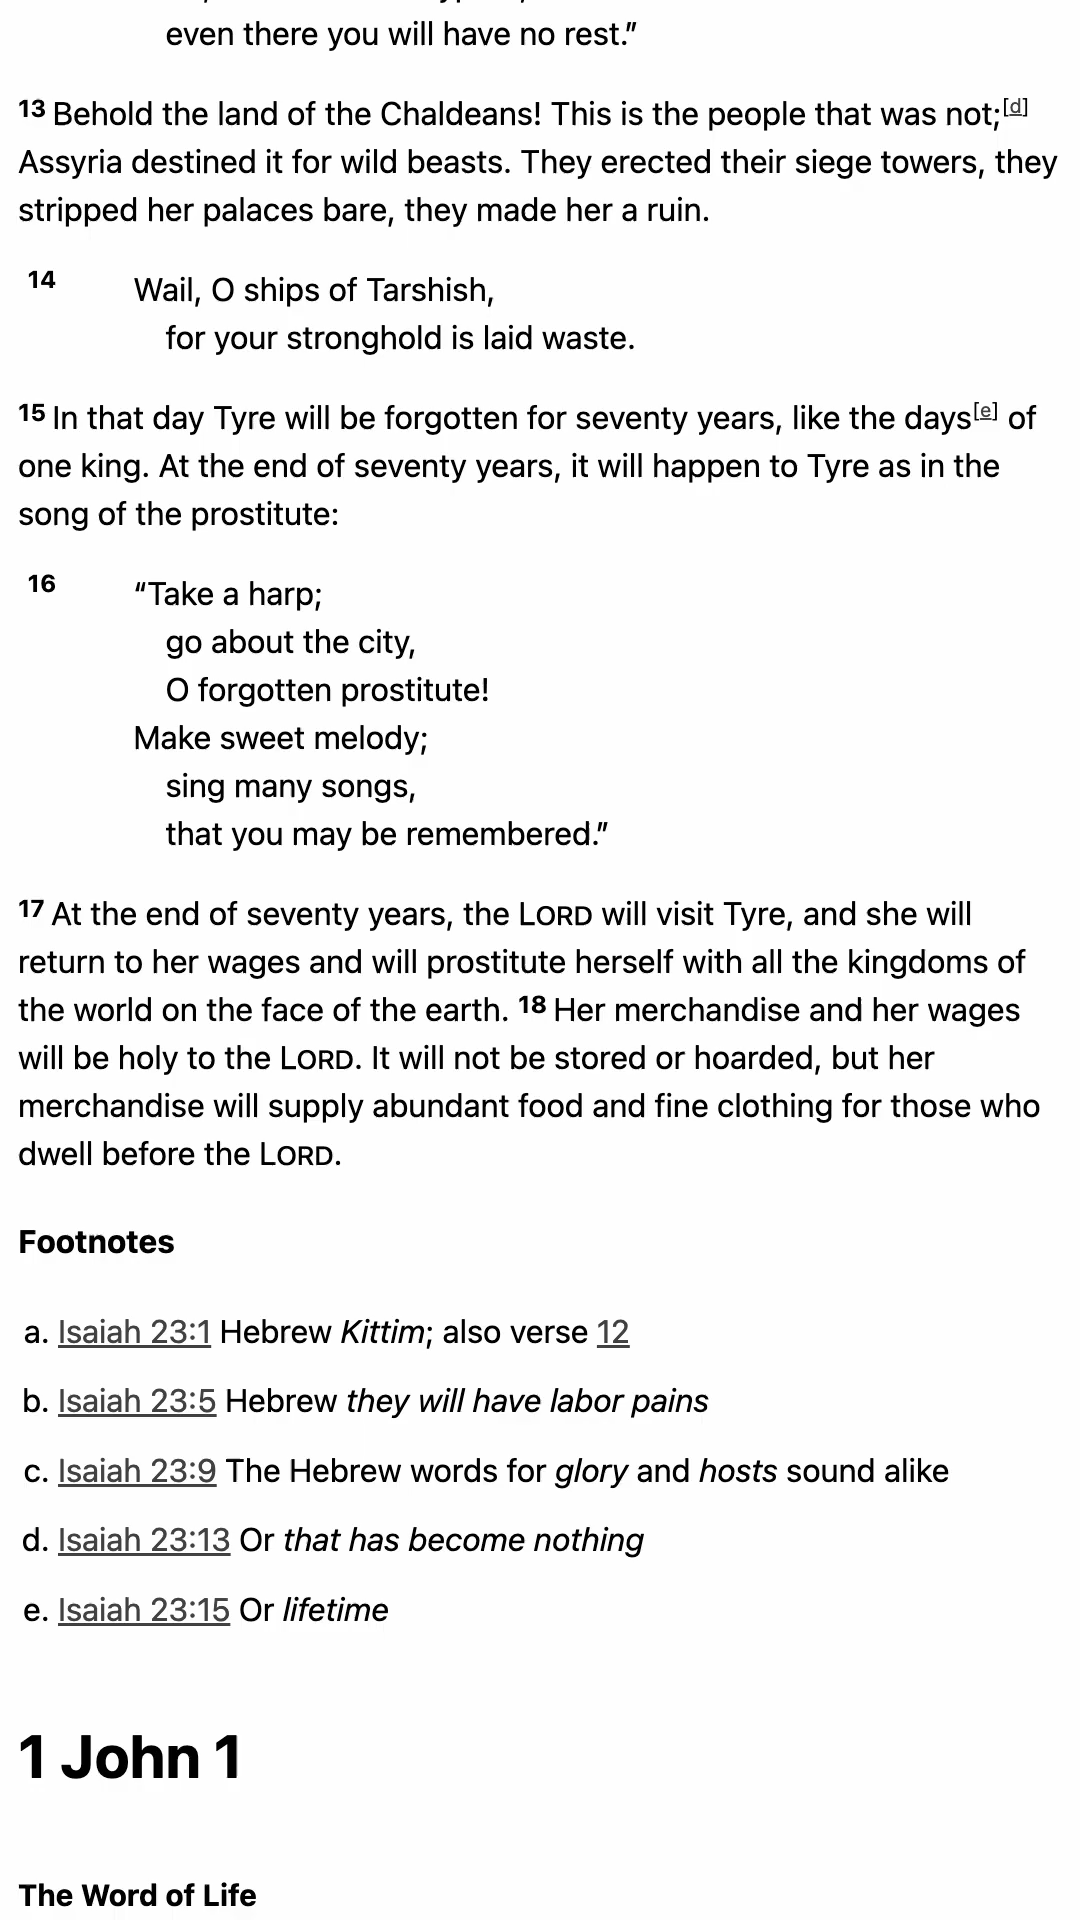 even there you will have no rest.”
13 Behold the land of the Chaldeans! This is the people that was not;[d]
Assyria destined it for wild beasts. They erected their siege towers, they
stripped her palaces bare, they made her a ruin.
14 Wail, O ships of Tarshish,
for your stronghold is laid waste.
15 In that day Tyre will be forgotten for seventy years, like the days[e] of
one king. At the end of seventy years, it will happen to Tyre as in the
song of the prostitute:
16 “Take a harp;
go about the city,
O forgotten prostitute!
Make sweet melody;
sing many songs,
that you may be remembered.”
17 At the end of seventy years, the LORD will visit Tyre, and she will
return to her wages and will prostitute herself with all the kingdoms of
the world on the face of the earth. 18 Her merchandise and her wages
will be holy to the LORD. It will not be stored or hoarded, but her
merchandise will supply abundant food and fine clothing for those who
dwell before the LORD.
Footnotes
a. Isaiah 23:1 Hebrew Kittim; also verse 12
b. Isaiah 23:5 Hebrew they will have labor pains
c. Isaiah 23:9 The Hebrew words for glory and hosts sound alike
d. Isaiah 23:13 Or that has become nothing
e. Isaiah 23:15 Or lifetime
1 John 1
The Word of Life